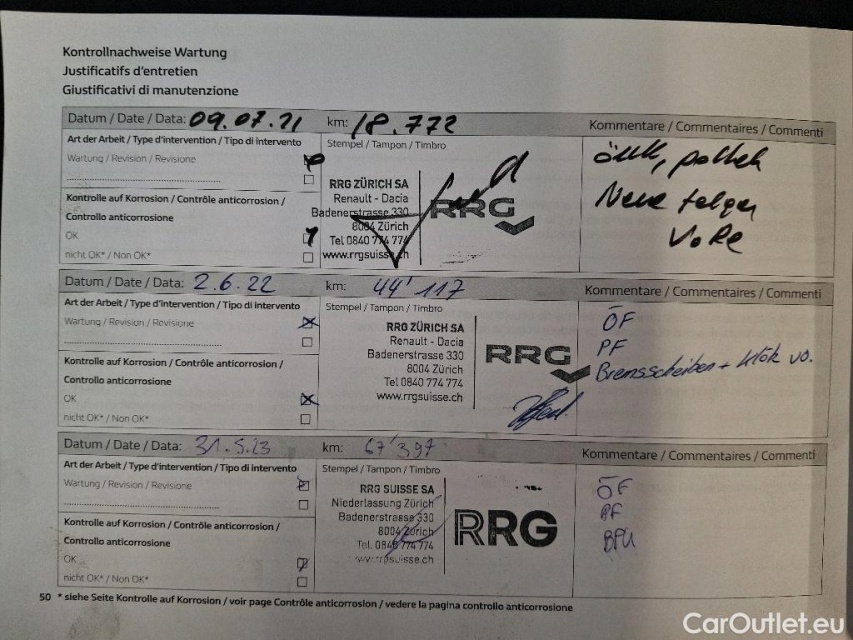 Kontrollnachweise Wartung
Justificatifs d'entretien
Giustificativi di manutenzione
Datum / Date / Data: 09.07.21 km: 18.772
Kommentare / Commentaires / Commenti
Art der Arbeit / Type d'intervention / Tipo di intervento
Stempel / Tampon / Timbro
Wartung / Revision / Revisione
Kontrolle auf Korrosion / Contrôle anticorrosion /
Controllo anticorrosione
OK
nicht OK* / Non OK*
RRG ZÜRICH SA
Renault - Dacia
Badenerstrasse 330
8004 Zürich
Tel 0840 774 774
www.rrgsuisse.ch
RRG
Neue
Datum / Date / Data: 2.6.22 km: 44'117
Kommentare / Commentaires / Commenti
Art der Arbeit / Type d'intervention / Tipo di intervento
Stempel / Tampon / Timbro
Wartung / Revision / Revisione
Kontrolle auf Korrosion / Contrôle anticorrosion /
Controllo anticorrosione
OK
nicht OK* / Non OK*
RRG ZÜRICH SA
Renault - Dacia
Badenerstrasse 330
8004 Zürich
Tel 0840 774 774
www.rrgsuisse.ch
RRG
ÖF
PF
Bremsscheiben + Klötz vo.
Datum / Date / Data: 31.5.23 km: 67'397
Kommentare / Commentaires / Commenti
Art der Arbeit / Type d'intervention / Tipo di intervento
Stempel / Tampon / Timbro
Wartung / Revision / Revisione
Kontrolle auf Korrosion / Contrôle anticorrosion /
Controllo anticorrosione
OK
nicht OK* / Non OK*
RRG SUISSE SA
Niederlassung Zürich
Badenerstrasse 330
8004 Zürich
Tel. 0840 774 774
www.rrgsuisse.ch
RRG
ÖF
PF
50 * siehe Seite Kontrolle auf Korrosion / voir page Contrôle anticorrosion / vedere la pagina controllo anticorrosione
CarOutlet.eu